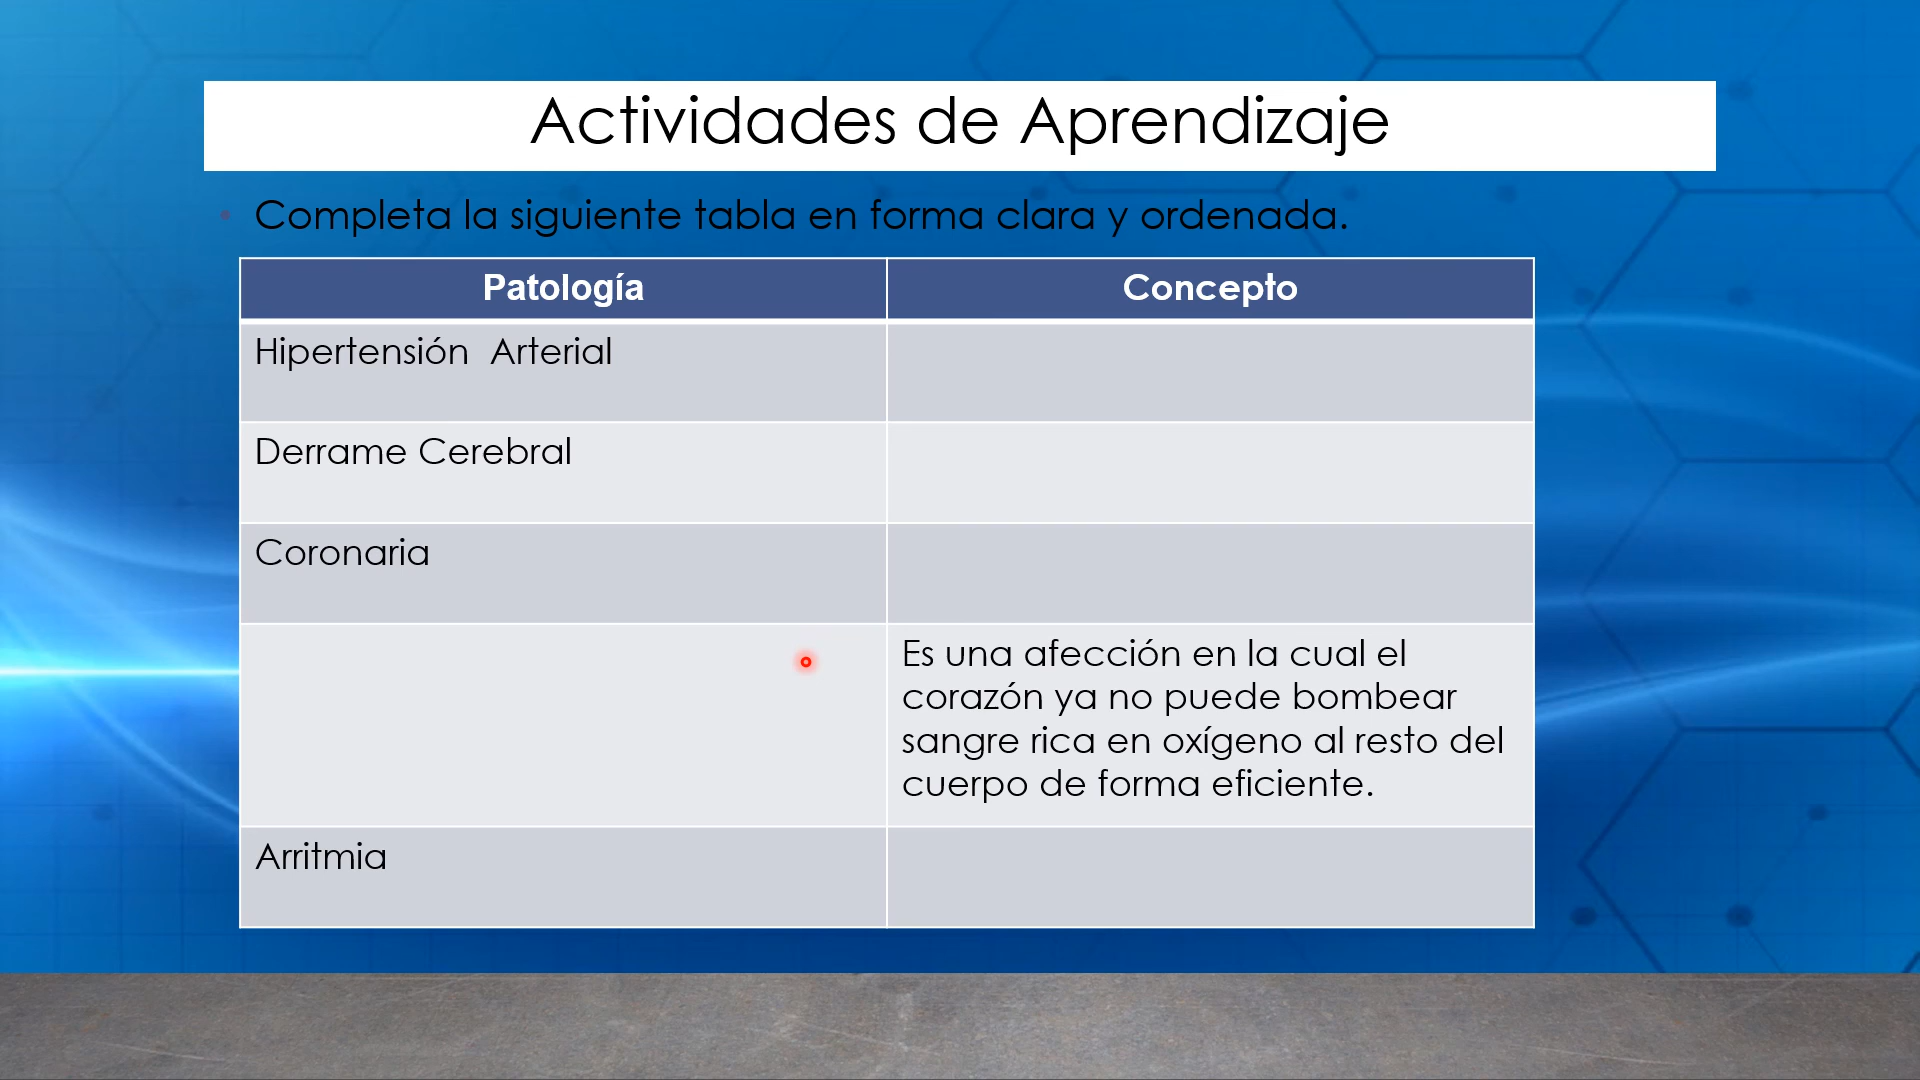 Actividades de Aprendizaje
• Completa la siguiente tabla en forma clara y ordenada.
Patología
Concepto
Hipertensión  Arterial
Derrame Cerebral
Coronaria
Es una afección en la cual el
corazón ya no puede bombear
sangre rica en oxígeno al resto del
cuerpo de forma eficiente.
Arritmia